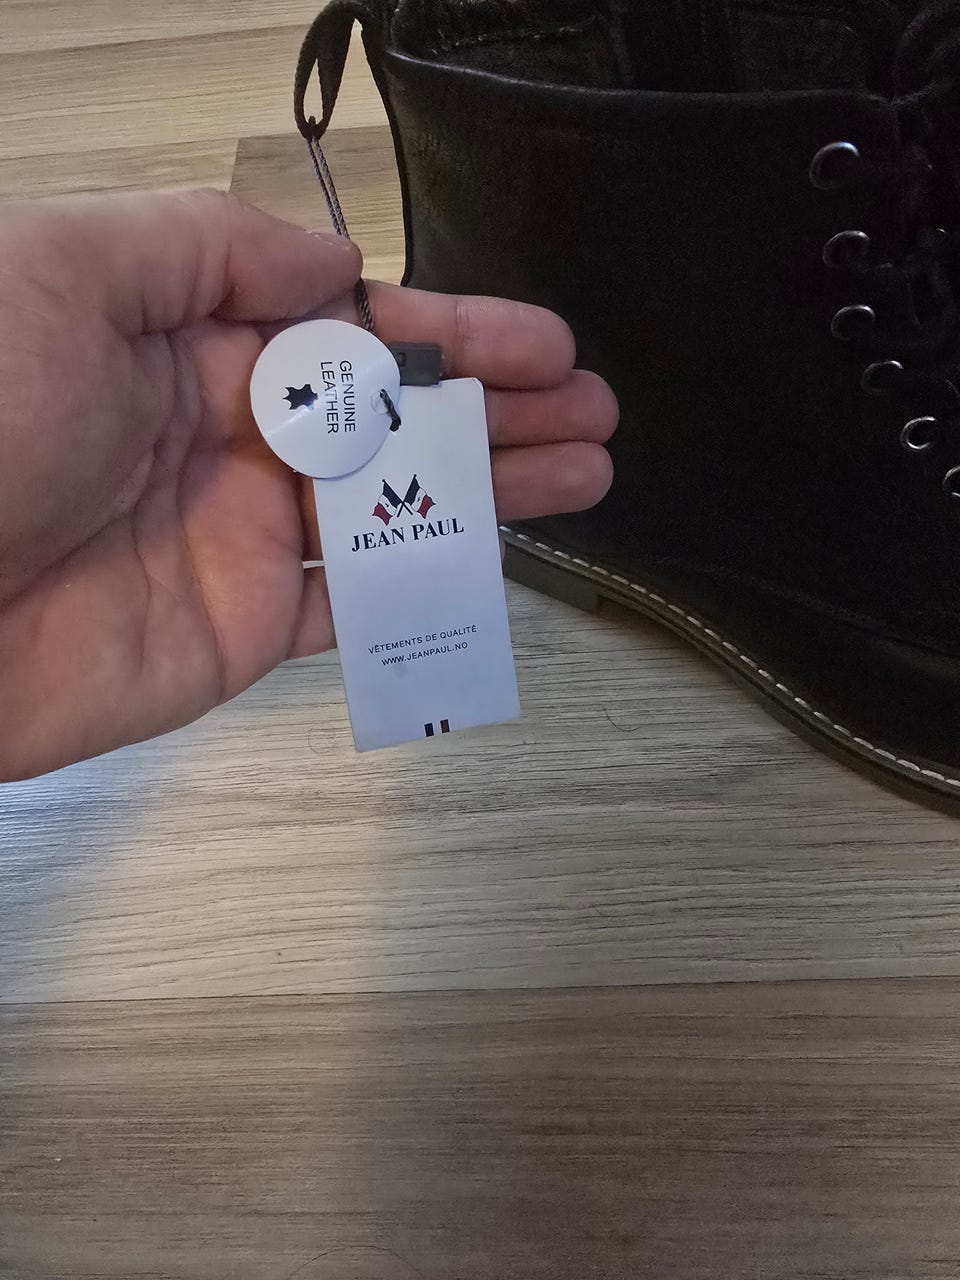 GENUINE
LEATHER
JEAN PAUL
VÊTEMENTS DE QUALITÉ
WWW.JEANPAUL.NO